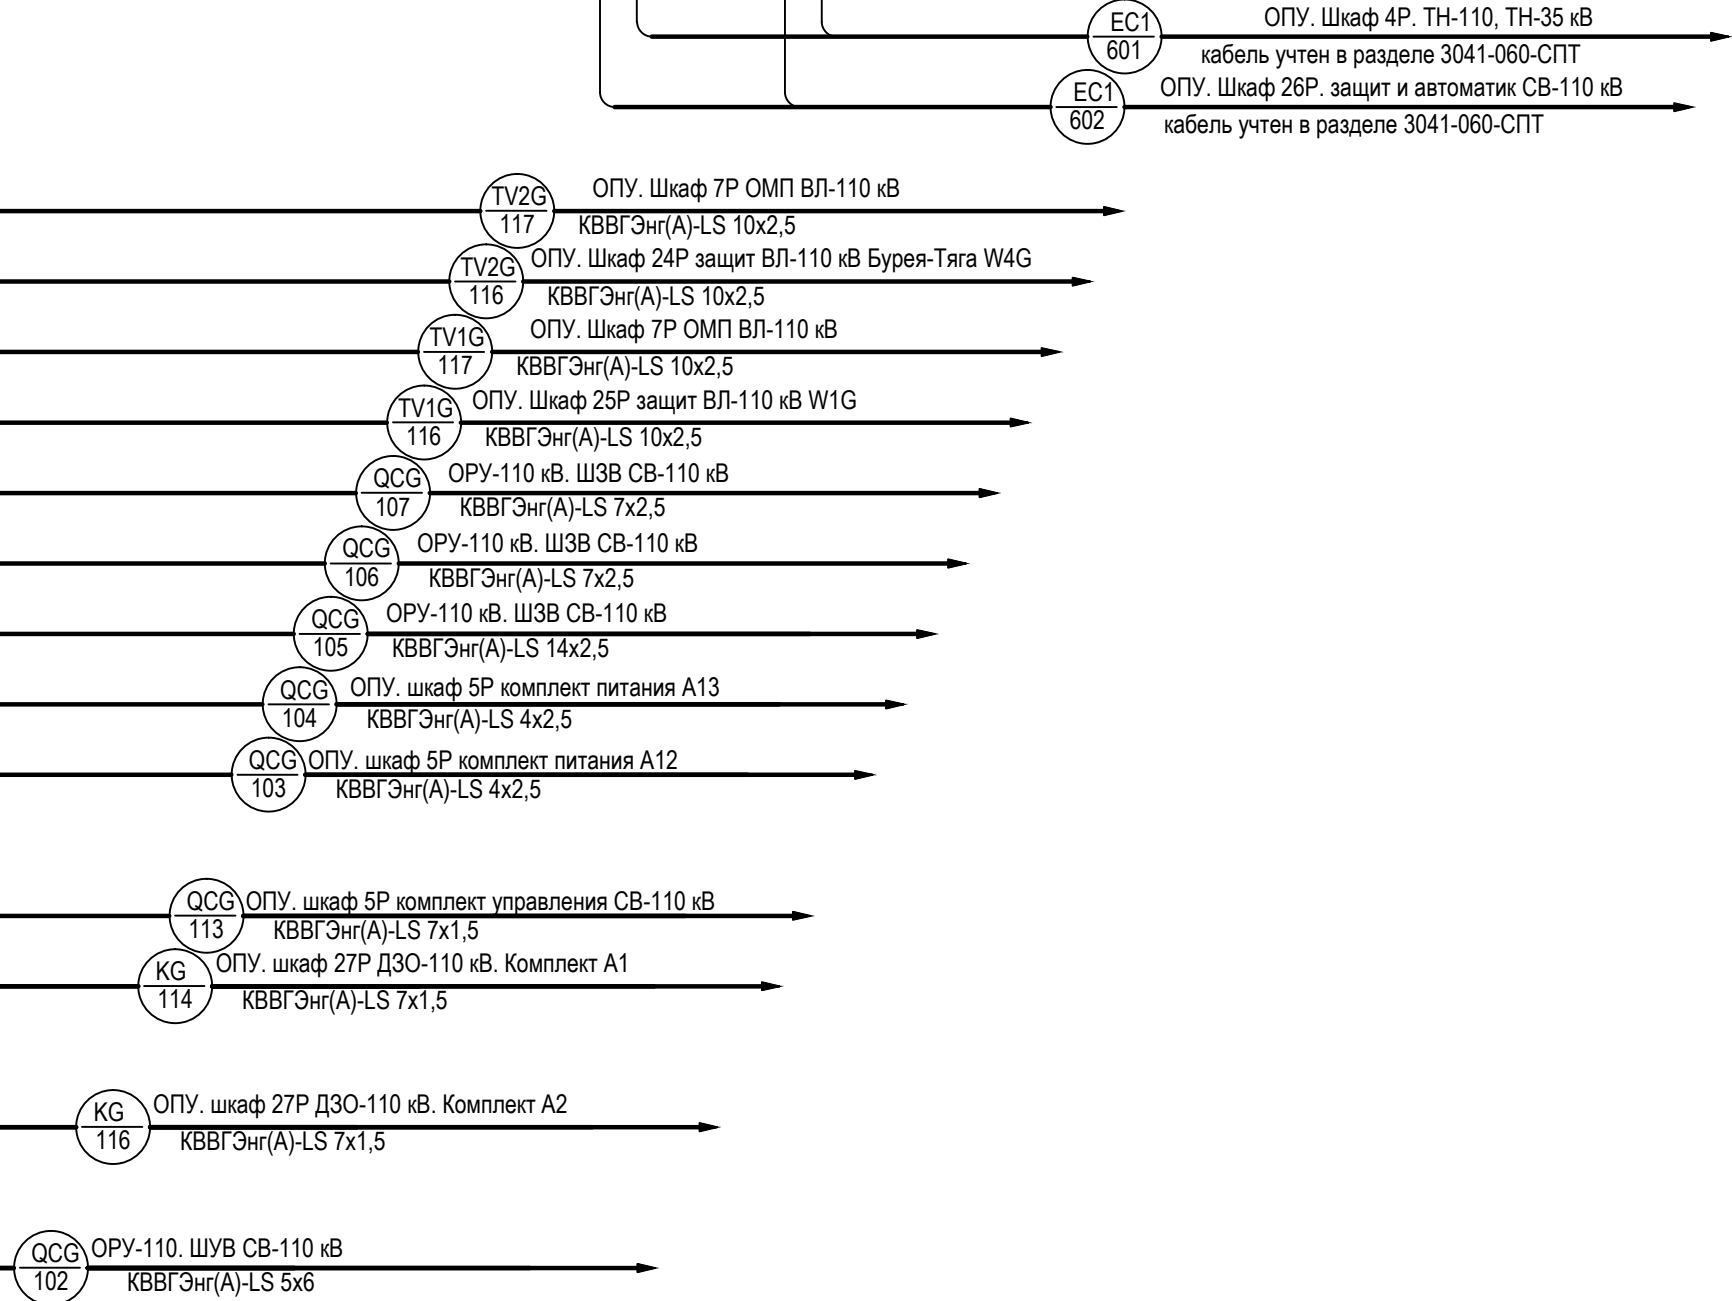 EC1
601
ОПУ. Шкаф 4Р. ТН-110, ТН-35 кВ
кабель учтен в разделе 3041-060-СПТ
EC1
602
ОПУ. Шкаф 26Р. защит и автоматик СВ-110 кВ
кабель учтен в разделе 3041-060-СПТ
TV2G
117
ОПУ. Шкаф 7Р ОМП ВЛ-110 кВ
КВВГЭнг(А)-LS 10х2,5
TV2G
116
ОПУ. Шкаф 24Р защит ВЛ-110 кВ Бурея-Тяга W4G
КВВГЭнг(А)-LS 10х2,5
TV1G
117
ОПУ. Шкаф 7Р ОМП ВЛ-110 кВ
КВВГЭнг(А)-LS 10х2,5
TV1G
116
ОПУ. Шкаф 25Р защит ВЛ-110 кВ W1G
КВВГЭнг(А)-LS 10х2,5
QCG
107
ОРУ-110 кВ. ШЗВ СВ-110 кВ
КВВГЭнг(А)-LS 7х2,5
QCG
106
ОРУ-110 кВ. ШЗВ СВ-110 кВ
КВВГЭнг(А)-LS 7х2,5
QCG
105
ОРУ-110 кВ. ШЗВ СВ-110 кВ
КВВГЭнг(А)-LS 14х2,5
QCG
104
ОПУ. шкаф 5Р комплект питания А13
КВВГЭнг(А)-LS 4х2,5
QCG
103
ОПУ. шкаф 5Р комплект питания А12
КВВГЭнг(А)-LS 4х2,5
QCG
113
ОПУ. шкаф 5Р комплект управления СВ-110 кВ
КВВГЭнг(А)-LS 7х1,5
KG
114
ОПУ. шкаф 27Р ДЗО-110 кВ. Комплект А1
КВВГЭнг(А)-LS 7х1,5
KG
116
ОПУ. шкаф 27Р ДЗО-110 кВ. Комплект А2
КВВГЭнг(А)-LS 7х1,5
QCG
102
ОРУ-110. ШУВ СВ-110 кВ
КВВГЭнг(А)-LS 5х6